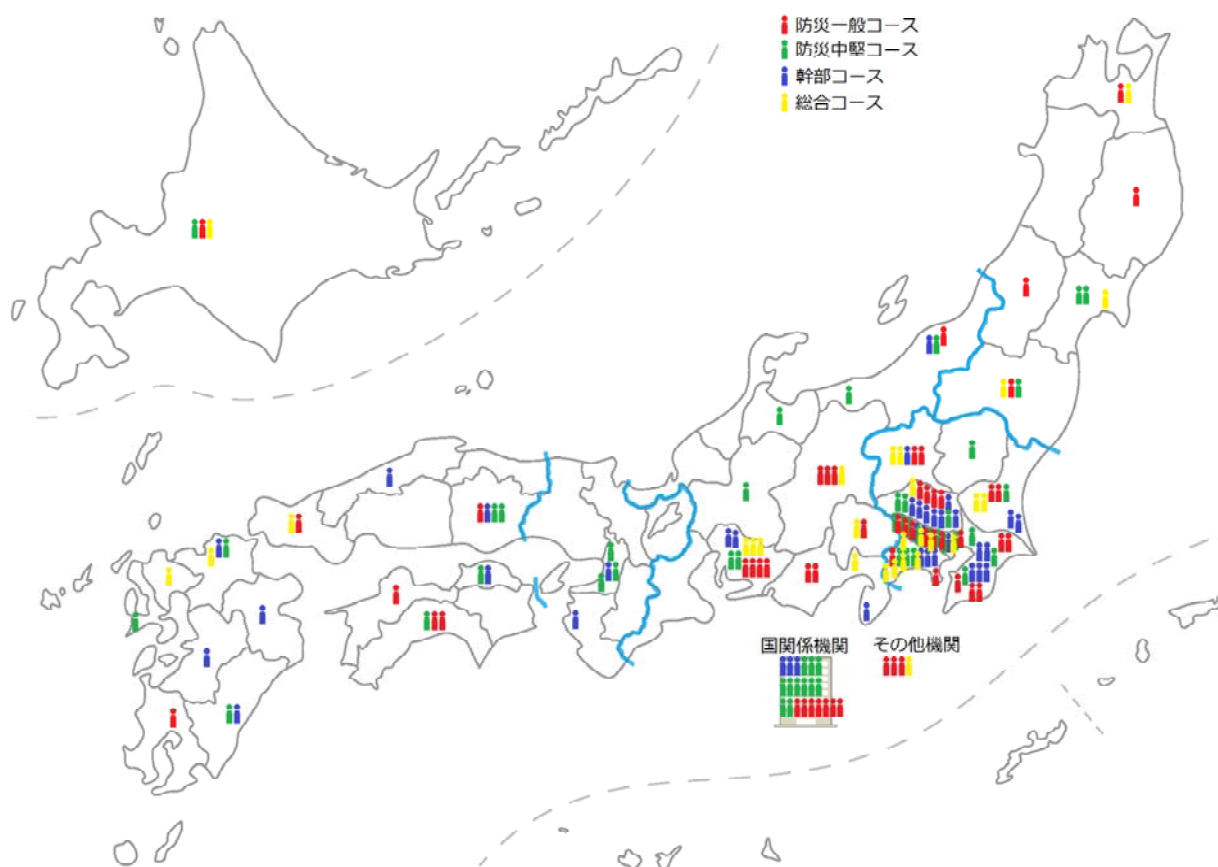 防災一般コース
防災中堅コース
幹部コース
総合コース
国関係機関
その他機関